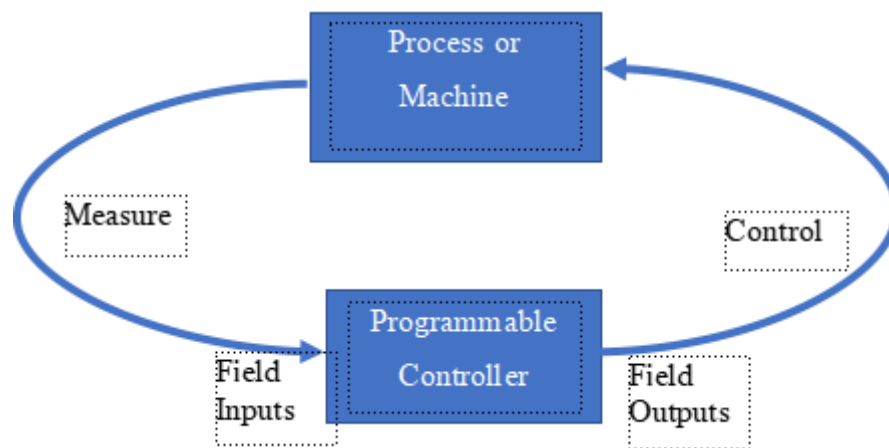 Process or
Machine
Measure
Control
Programmable
Controller
Field
Inputs
Field
Outputs